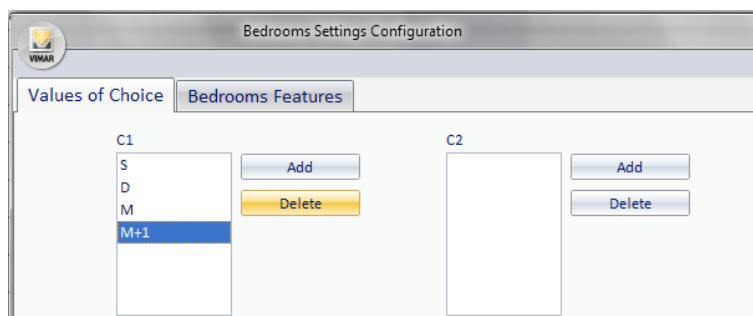 Bedrooms Settings Configuration
VIMAR
Values of Choice Bedrooms Features
C1 C2
S Add Add
D
Delete Delete
M
M+1